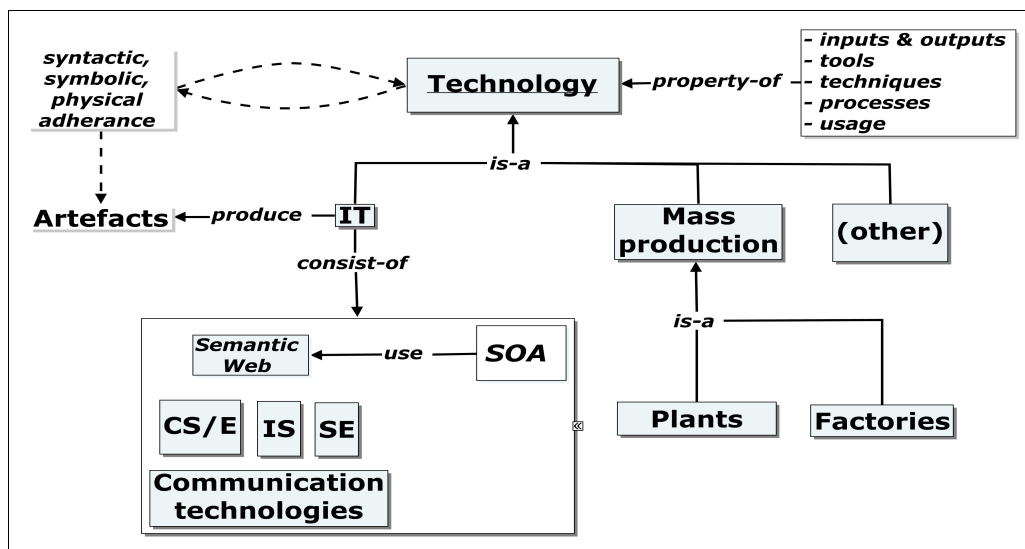 syntactic,
symbolic,
physical
adherance
Technology
property-of
- inputs & outputs
- tools
- techniques
- processes
- usage
is-a
Artefacts
produce
IT
Mass
production
(other)
consist-of
is-a
Semantic
Web
use
SOA
CS/E
IS
SE
Plants
Factories
Communication
technologies
«